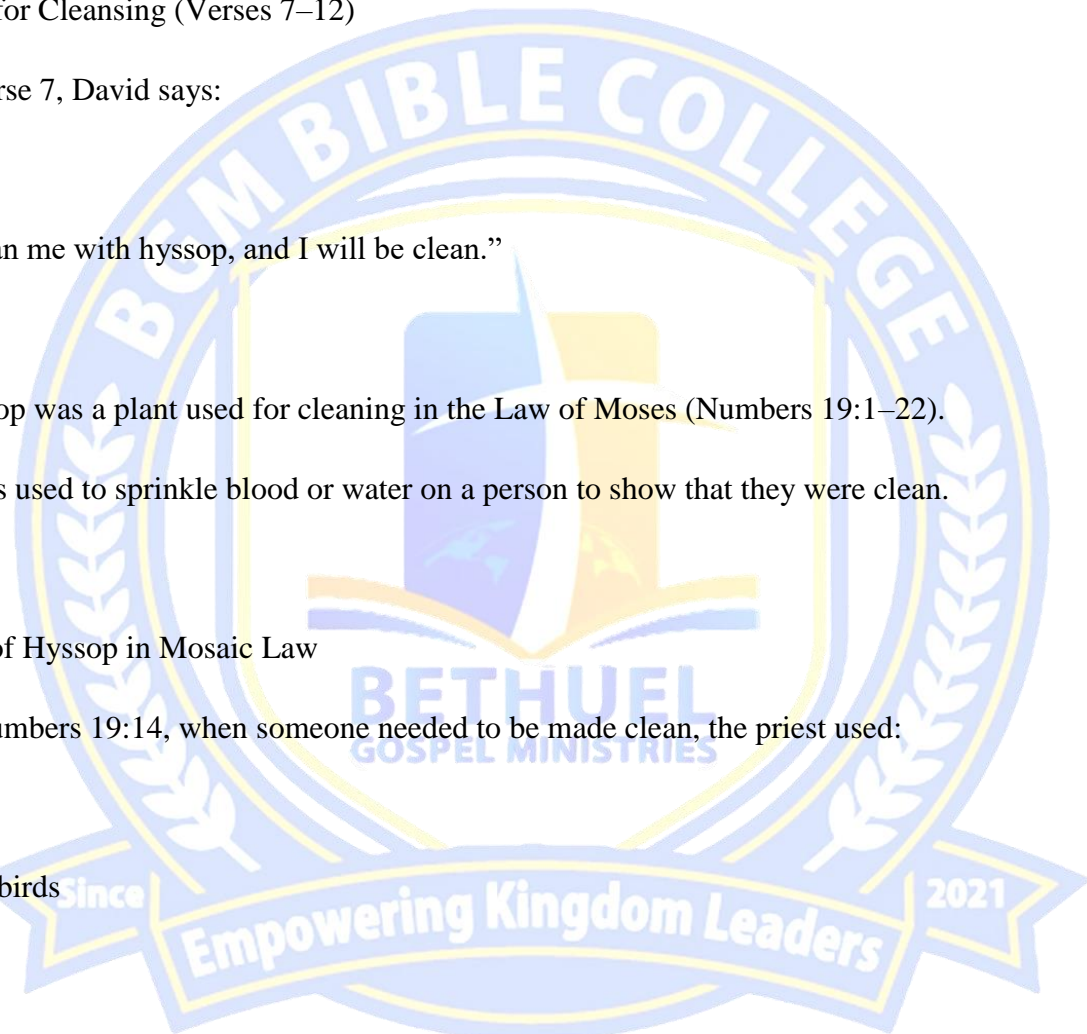 for Cleansing (Verses 7–12)
rse 7, David says:
BGM BIBLE COLLEGE
an me with hyssop, and I will be clean.”
op was a plant used for cleaning in the Law of Moses (Numbers 19:1–22).
s used to sprinkle blood or water on a person to show that they were clean.
of Hyssop in Mosaic Law
BETHUEL
umbers 19:14, when someone needed to be made clean, the priest used:
GOSPEL MINISTRIES
birds
Since
2021
Empowering Kingdom Leaders